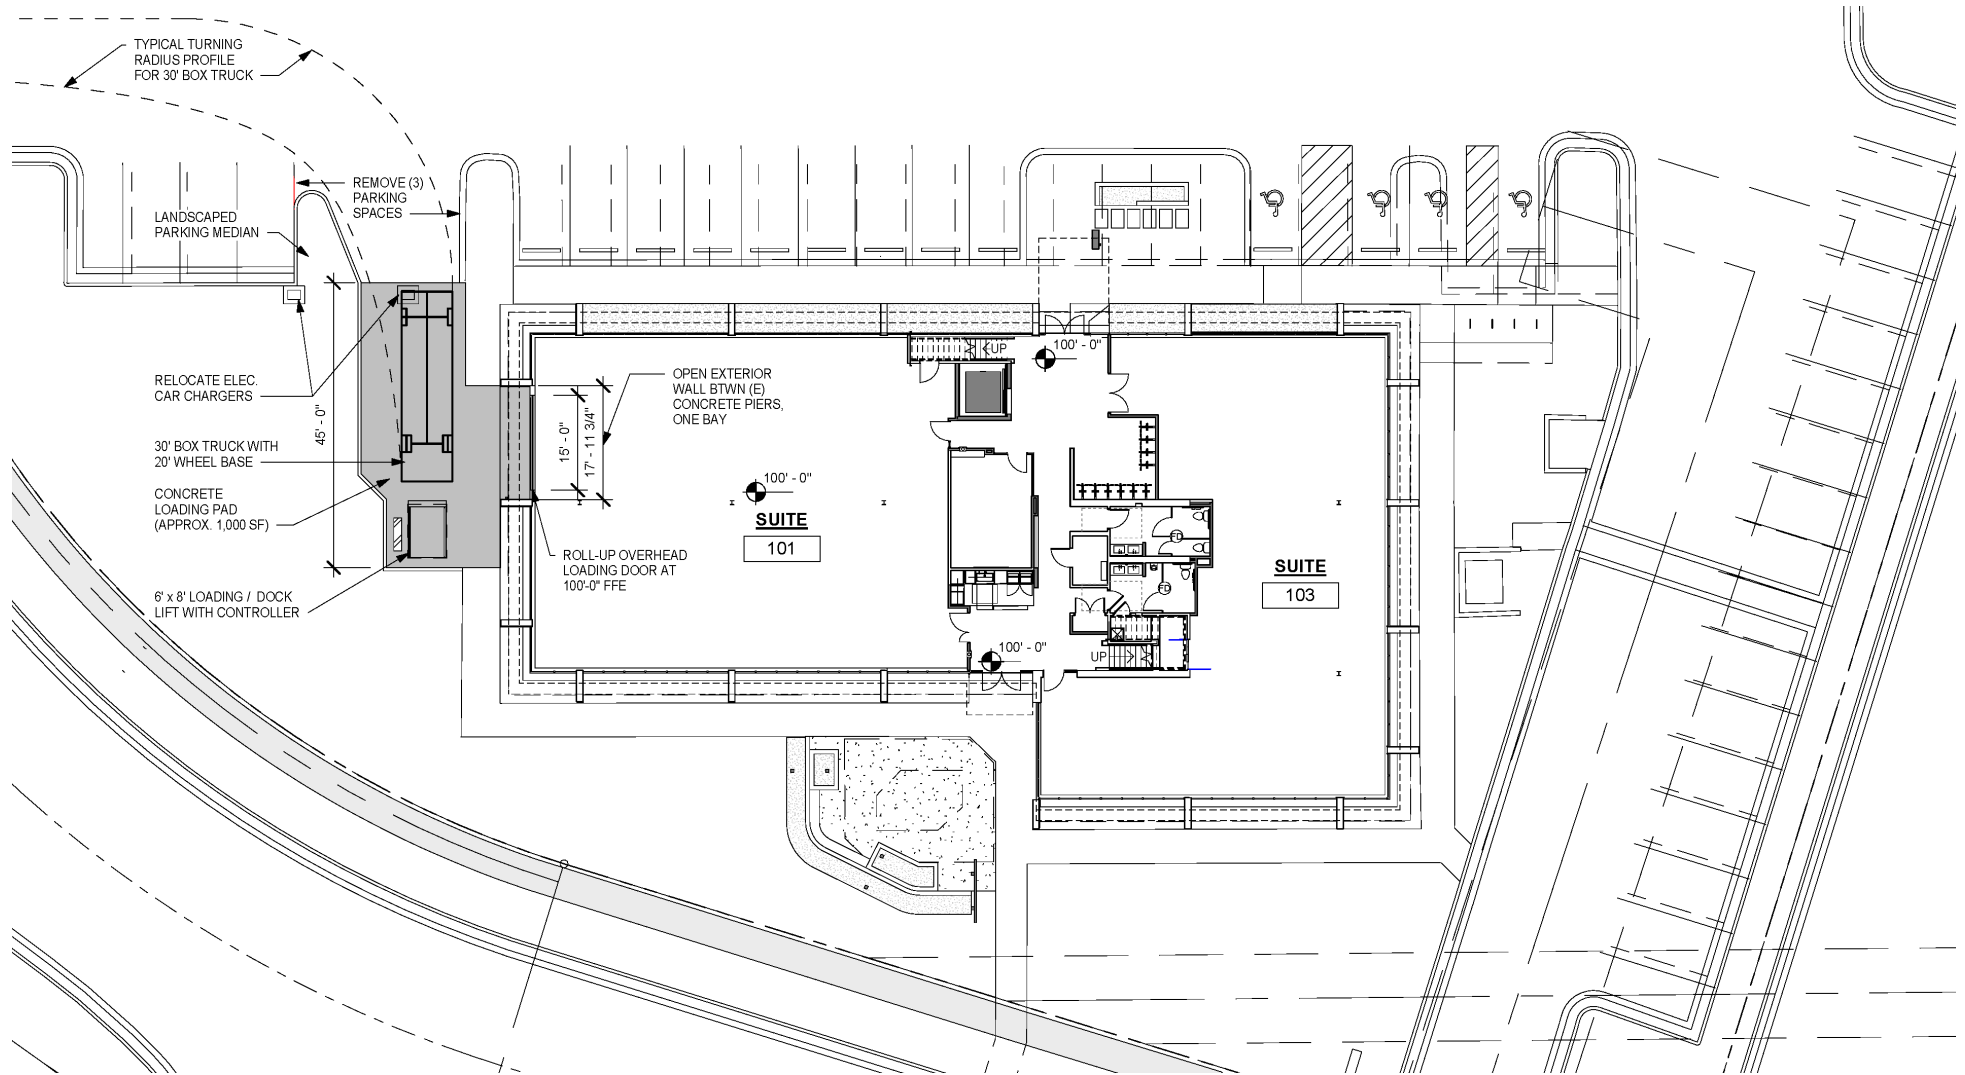 TYPICAL TURNING
RADIUS PROFILE
FOR 30' BOX TRUCK
REMOVE (3)
PARKING
SPACES
LANDSCAPED
PARKING MEDIAN
RELOCATE ELEC.
CAR CHARGERS
45' - 0"
30' BOX TRUCK WITH
20' WHEEL BASE
CONCRETE
LOADING PAD
(APPROX. 1,000 SF)
6' x 8' LOADING / DOCK
LIFT WITH CONTROLLER
OPEN EXTERIOR
WALL BTWN (E)
CONCRETE PIERS,
ONE BAY
15' - 0"
17' - 11 3/4"
ROLL-UP OVERHEAD
LOADING DOOR AT
100'-0" FFE
100' - 0"
SUITE
101
UP
100' - 0"
FD
FD
SUITE
103
100' - 0"
UP